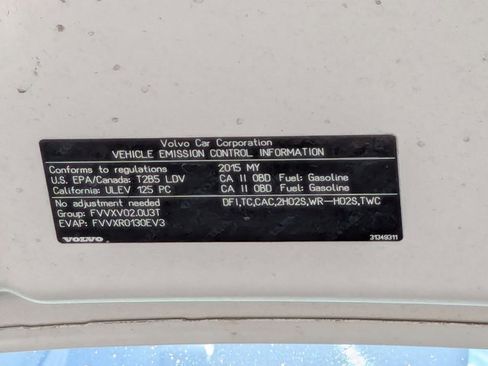 Volvo Car Corporation
VEHICLE EMISSION CONTROL INFORMATION
Conforms to regulations 2015 MY
U.S. EPA/Canada: T2B5 LDV CA II OBD Fuel: Gasoline
California: ULEV 125 PC CA II OBD Fuel: Gasoline
No adjustment needed DFI,TC,CAC,2HO2S,WR-HO2S,TWC
Group: FVVXV02.0U3T
EVAP: FVVXR0130EV3
VOLVO 31349311